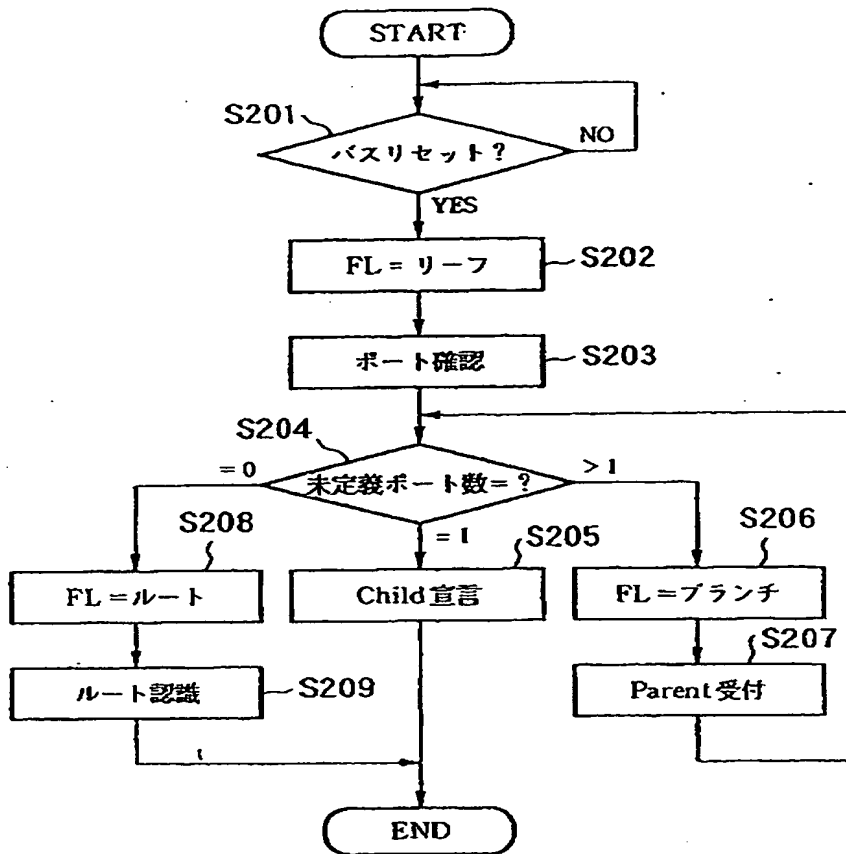 START
S201
バスリセット?
NO
YES
FL=リーフ
S202
ポート確認
S203
S204
=0
未定義ポート数=?
>1
=1
S208
S205
S206
FL=ルート
Child宣言
FL=ブランチ
S207
ルート認識
S209
Parent受付
END